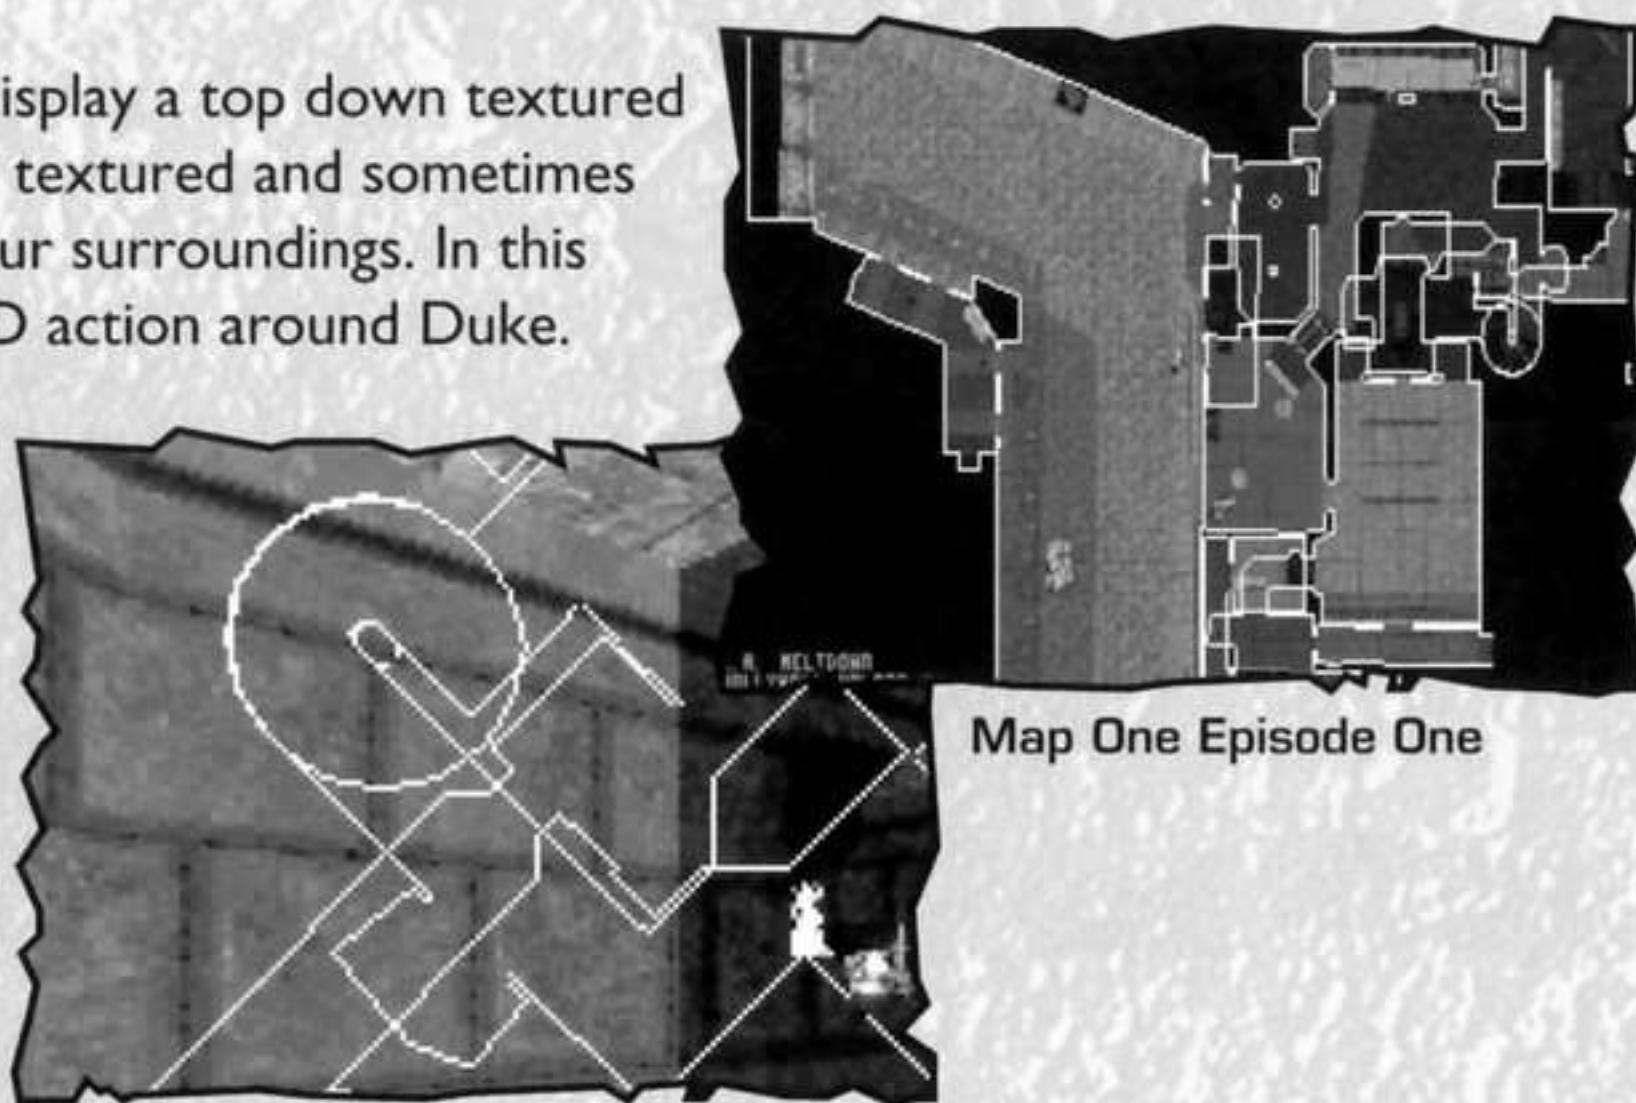 isplay a top down textured
textured and sometimes
ur surroundings. In this
D action around Duke.
MELTDOWN
Map One Episode One